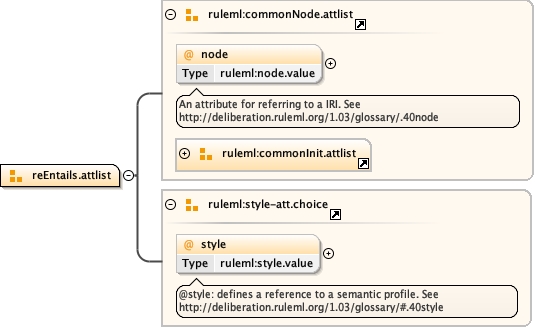 ruleml:commonNode.attlist
@ node
Type ruleml:node.value
An attribute for referring to a IRI. See
http://deliberation.ruleml.org/1.03/glossary/.40node
ruleml:commonInit.attlist
reEntails.attlist
ruleml:style-att.choice
@ style
Type ruleml:style.value
@style: defines a reference to a semantic profile. See
http://deliberation.ruleml.org/1.03/glossary/#.40style